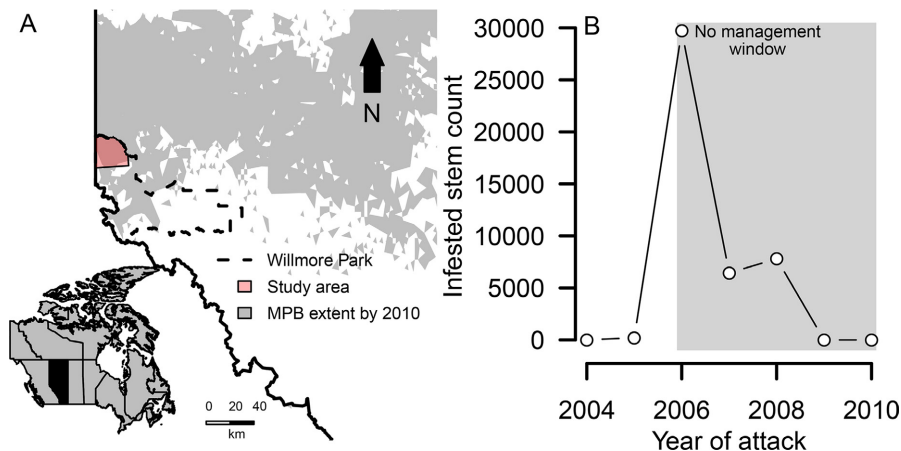 A
N
Willmore Park
Study area
MPB extent by 2010
0 20 40
km
B
No management
window
Infested stem count
30000
25000
20000
15000
10000
5000
0
2004 2006 2008 2010
Year of attack